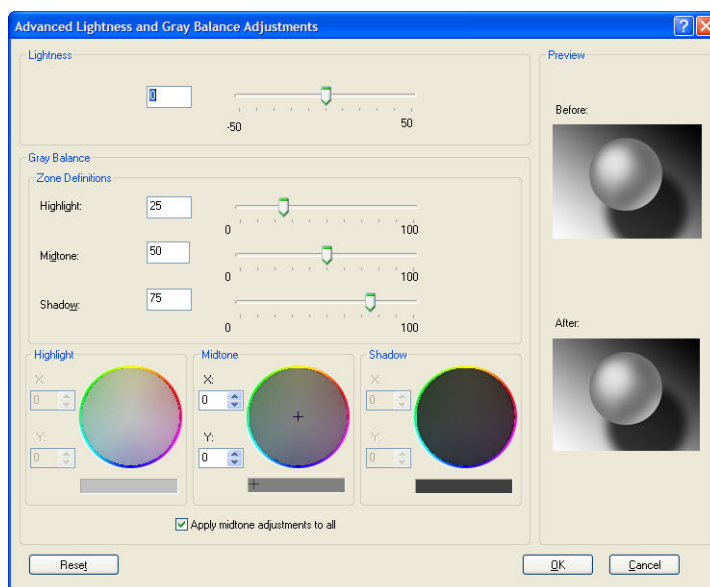 Advanced Lightness and Gray Balance Adjustments
Lightness
0
-50 50
Gray Balance
Zone Definitions
Highlight: 25
0 100
Midtone: 50
0 100
Shadow: 75
0 100
Highlight
X:
0
Y:
0
Midtone
X:
0
Y:
0
Shadow
X:
0
Y:
0
Apply midtone adjustments to all
Preview
Before:
After:
Reset OK Cancel